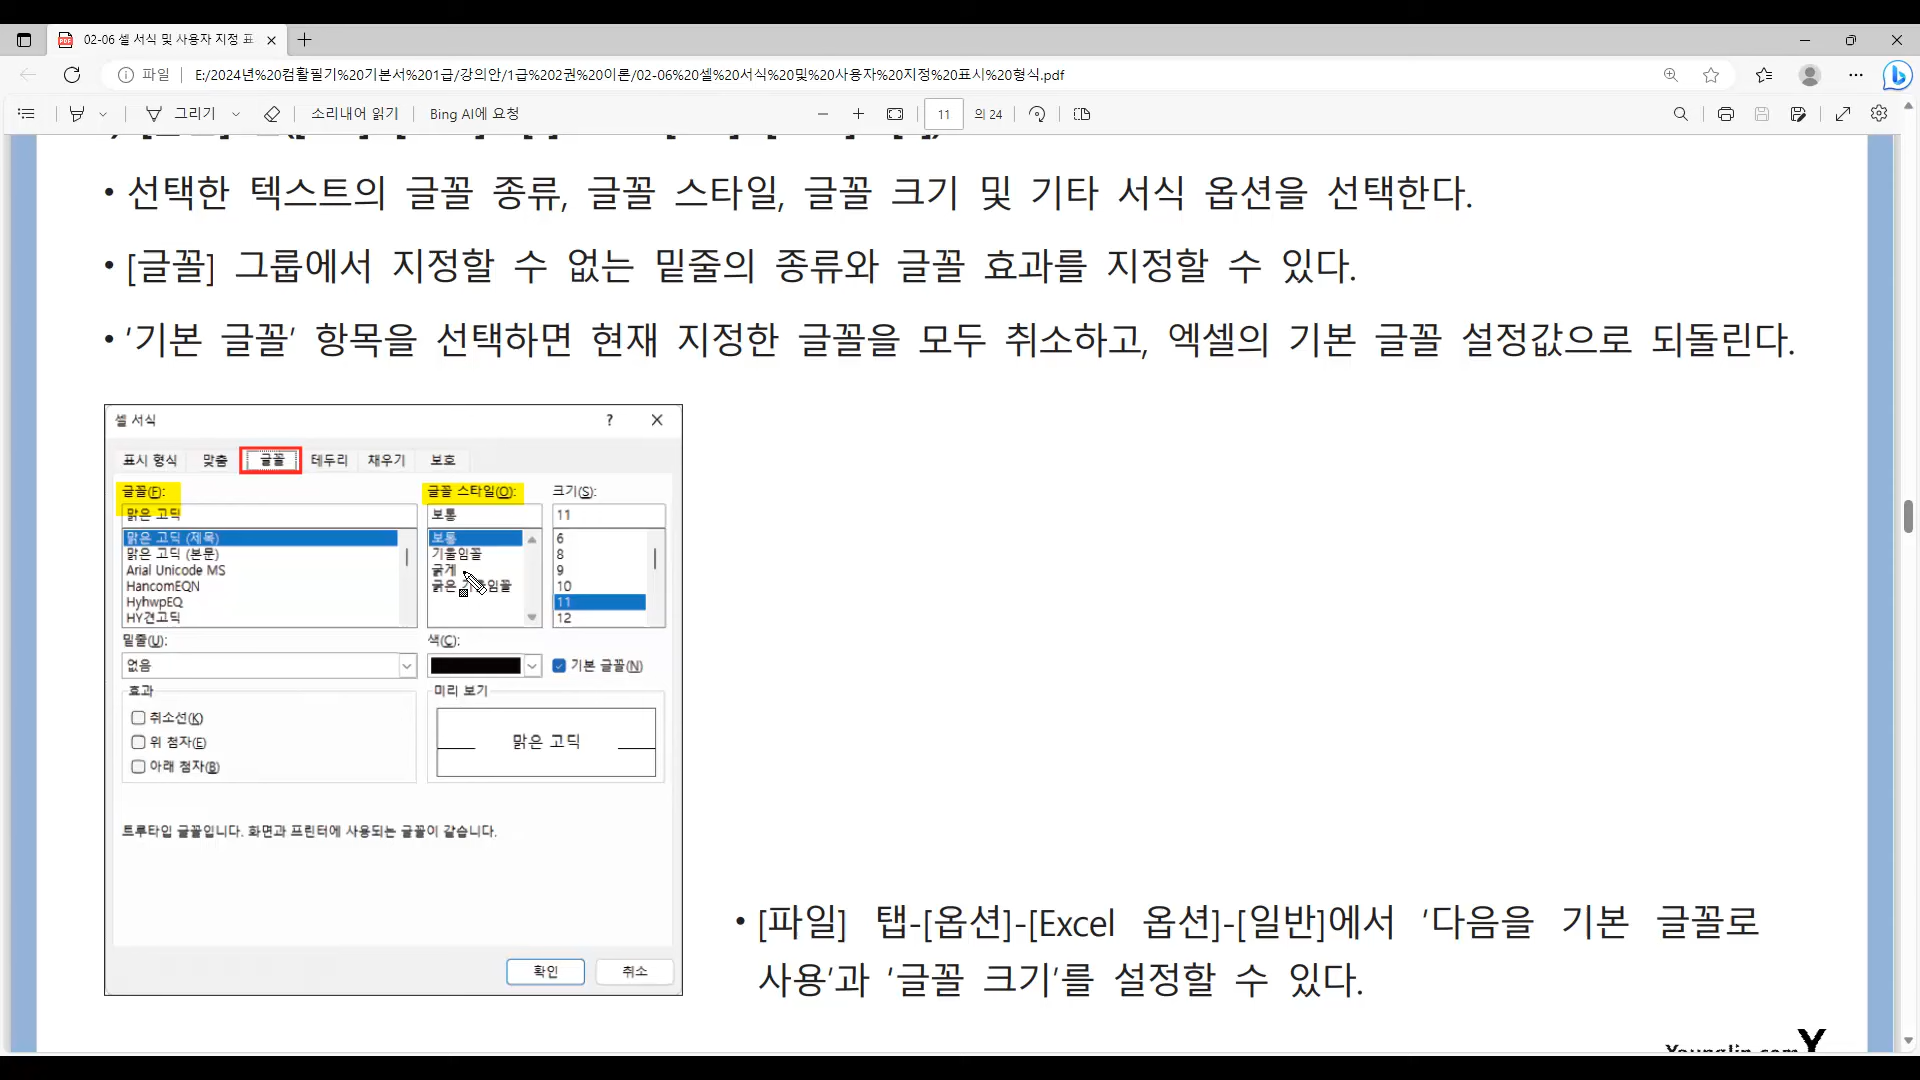 02-06 셀 서식 및 사용자 지정 표
파일 E:/2024년%20컴활필기%20기본서%201급/강의안/1급%202권%20이론/02-06%20셀%20서식%20및%20사용자%20지정%20표시%20형식.pdf
그리기 소리내어 읽기 Bing AI에 요청 11 의 24
• 선택한 텍스트의 글꼴 종류, 글꼴 스타일, 글꼴 크기 및 기타 서식 옵션을 선택한다.
• [글꼴] 그룹에서 지정할 수 없는 밑줄의 종류와 글꼴 효과를 지정할 수 있다.
• '기본 글꼴' 항목을 선택하면 현재 지정한 글꼴을 모두 취소하고, 엑셀의 기본 글꼴 설정값으로 되돌린다.
셀 서식 ?
표시 형식 맞춤 글꼴 테두리 채우기 보호
글꼴(F): 글꼴 스타일(O): 크기(S):
맑은 고딕 보통 11
맑은 고딕 (제목) 보통 6
맑은 고딕 (본문) 기울임꼴 8
Arial Unicode MS 굵게 9
HancomEQN 굵은 기울임꼴 10
HyhwpEQ 11
HY견고딕 12
밑줄(U): 색(C):
없음 기본 글꼴(N)
효과 미리 보기
취소선(K)
위 첨자(E) 맑은 고딕
아래 첨자(B)
트루타입 글꼴입니다. 화면과 프린터에 사용되는 글꼴이 같습니다.
확인 취소
• [파일] 탭-[옵션]-[Excel 옵션]-[일반]에서 '다음을 기본 글꼴로
사용'과 '글꼴 크기'를 설정할 수 있다.
Y